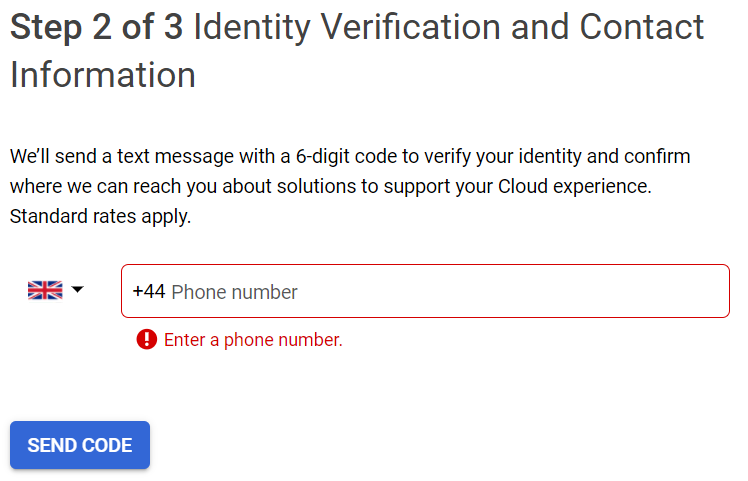 Step 2 of 3 Identity Verification and Contact
Information
We’ll send a text message with a 6-digit code to verify your identity and confirm
where we can reach you about solutions to support your Cloud experience.
Standard rates apply.
+44 Phone number
Enter a phone number.
SEND CODE